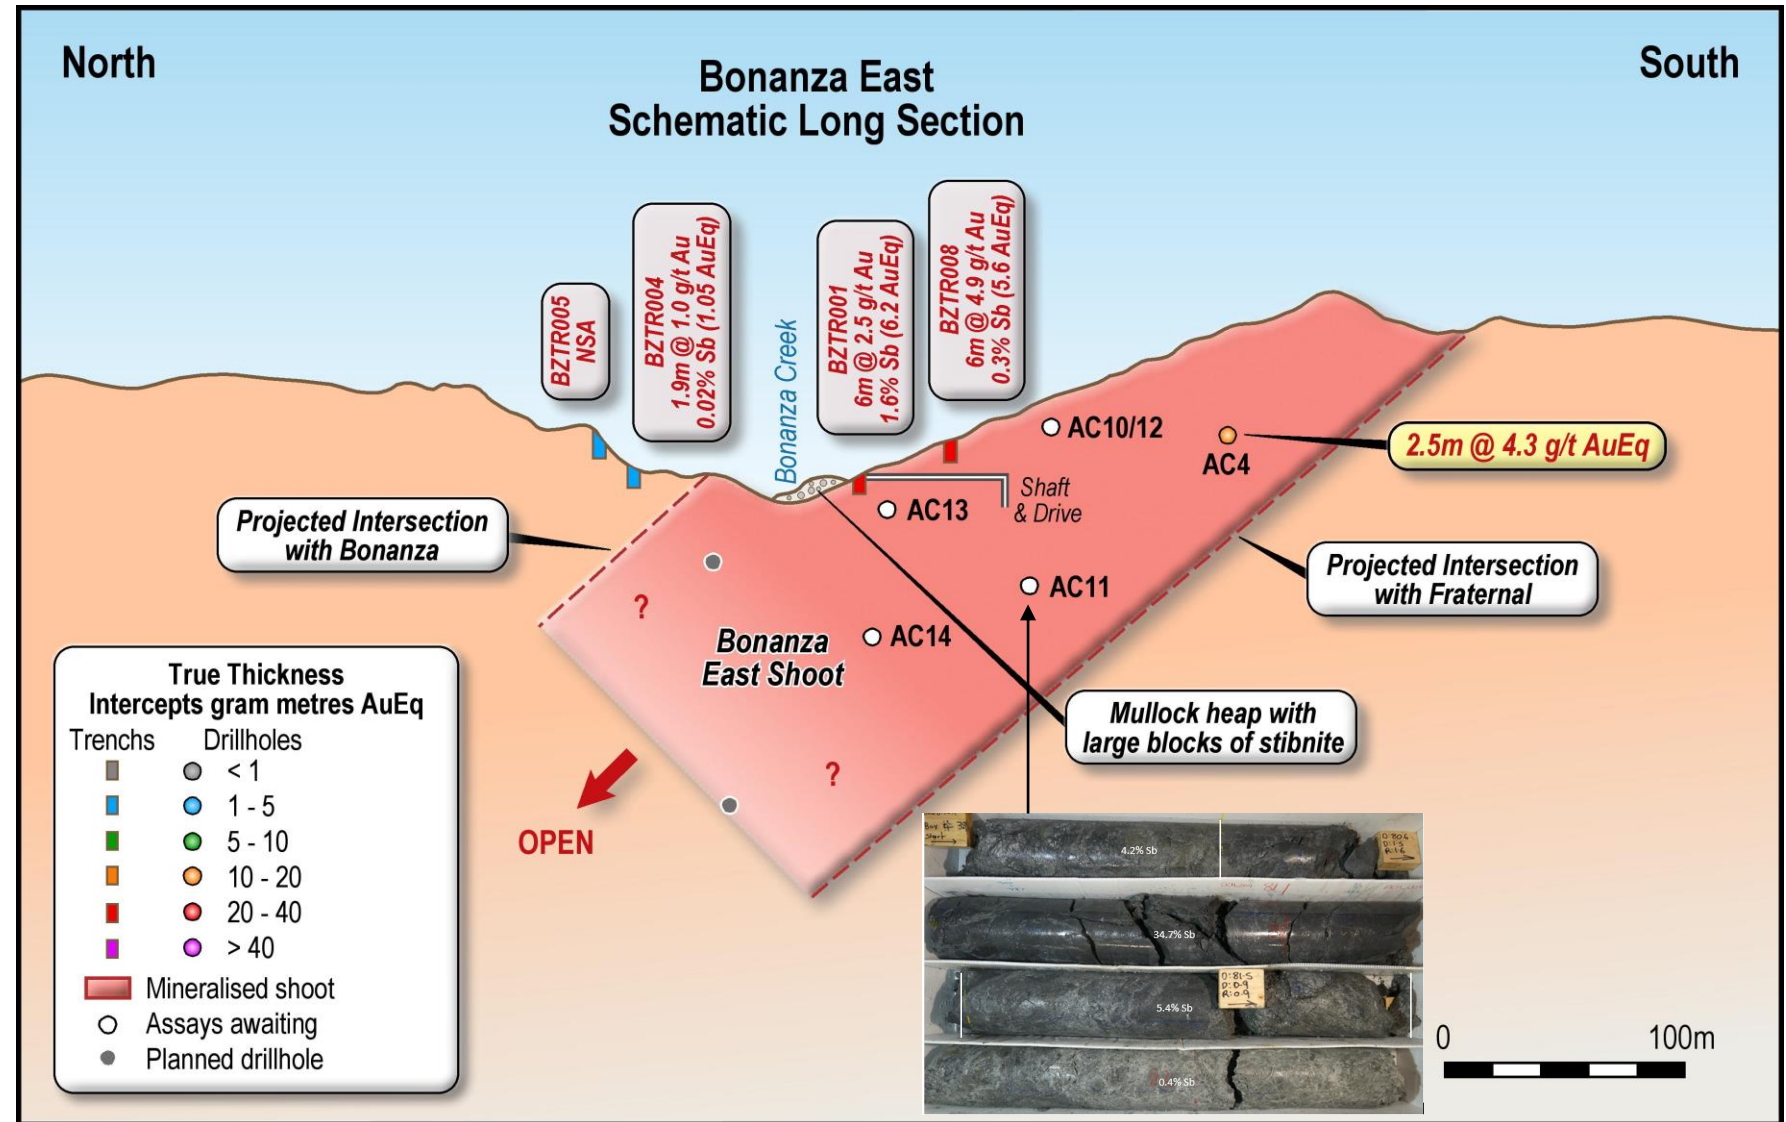 North
South
Bonanza East
Schematic Long Section
BZTR005
NSA
BZTR004
1.9m @ 1.0 g/t Au
0.02% Sb (1.05 AuEq)
Bonanza Creek
BZTR001
6m @ 2.5 g/t Au
1.6% Sb (6.2 AuEq)
BZTR008
6m @ 4.9 g/t Au
0.3% Sb (5.6 AuEq)
AC10/12
AC4
2.5m @ 4.3 g/t AuEq
Shaft
& Drive
AC13
Projected Intersection
with Bonanza
Projected Intersection
with Fraternal
AC11
?
AC14
Bonanza
East Shoot
Mullock heap with
large blocks of stibnite
?
OPEN
True Thickness
Intercepts gram metres AuEq
Trenchs Drillholes
< 1
1 - 5
5 - 10
10 - 20
20 - 40
> 40
Mineralised shoot
Assays awaiting
Planned drillhole
4.2% Sb
34.7% Sb
D:81.5
D:0.9
R:0.9
5.4% Sb
0.4% Sb
0 100m